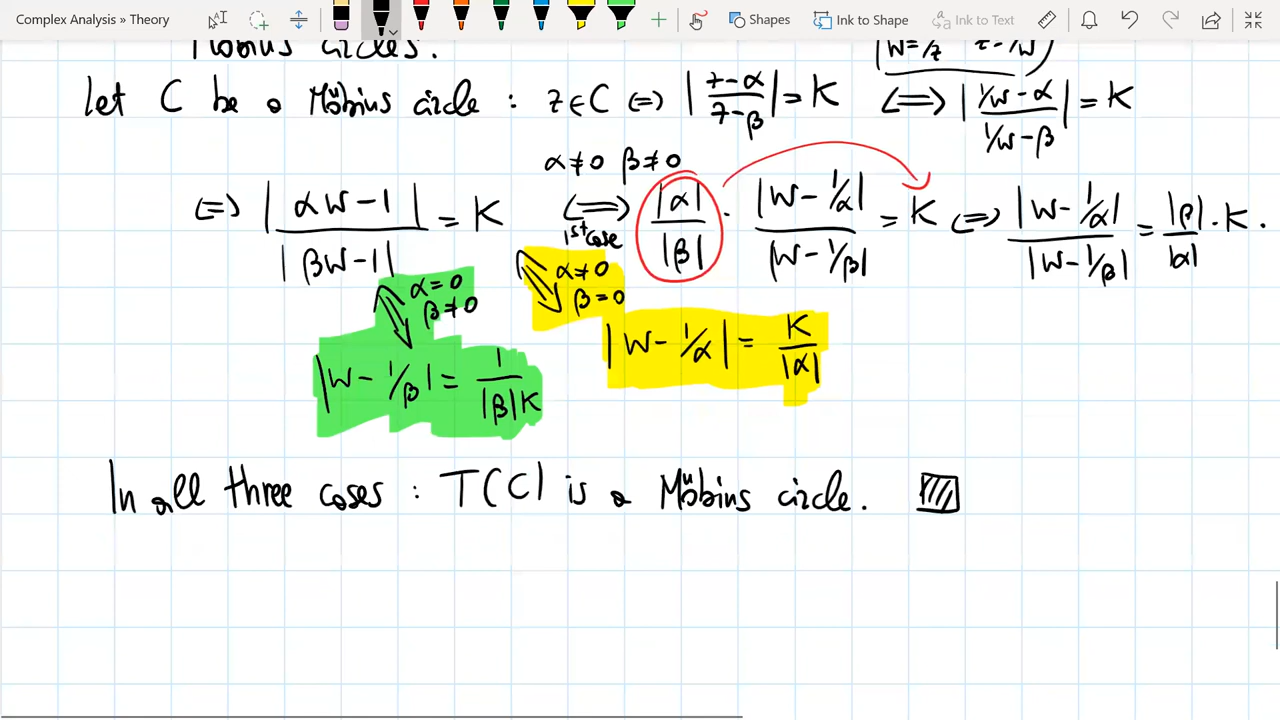 Complex Analysis » Theory
Shapes
Ink to Shape
Ink to Text
Möbius circles.
W=1/z z=1/W
Let C be a Möbius circle : z∈C ⟺ |(z-α)/(z-β)| = K ⟺ |(1/W - α)/(1/W - β)| = K
⟺ |αW-1|/|βW-1| = K ⟺ |α|/|β| · |W - 1/α|/|W - 1/β| = K ⟺ |W - 1/α|/|W - 1/β| = |β|/|α| · K.
α≠0 β≠0
1st case
α=0
β≠0
α≠0
β=0
|W - 1/α| = K/|α|
|W - 1/β| = 1/(|β|K)
In all three cases : T(C) is a Möbius circle.